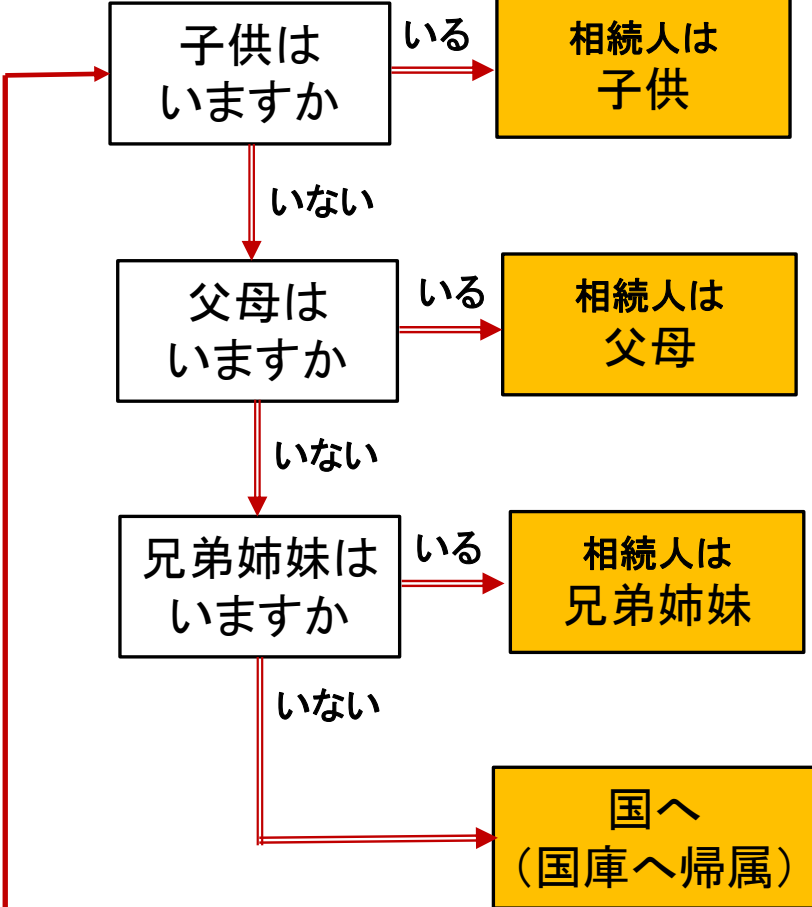 子供は
いますか
いる
相続人は
子供
いない
父母は
いますか
いる
相続人は
父母
いない
兄弟姉妹は
いますか
いる
相続人は
兄弟姉妹
いない
国へ
（国庫へ帰属）